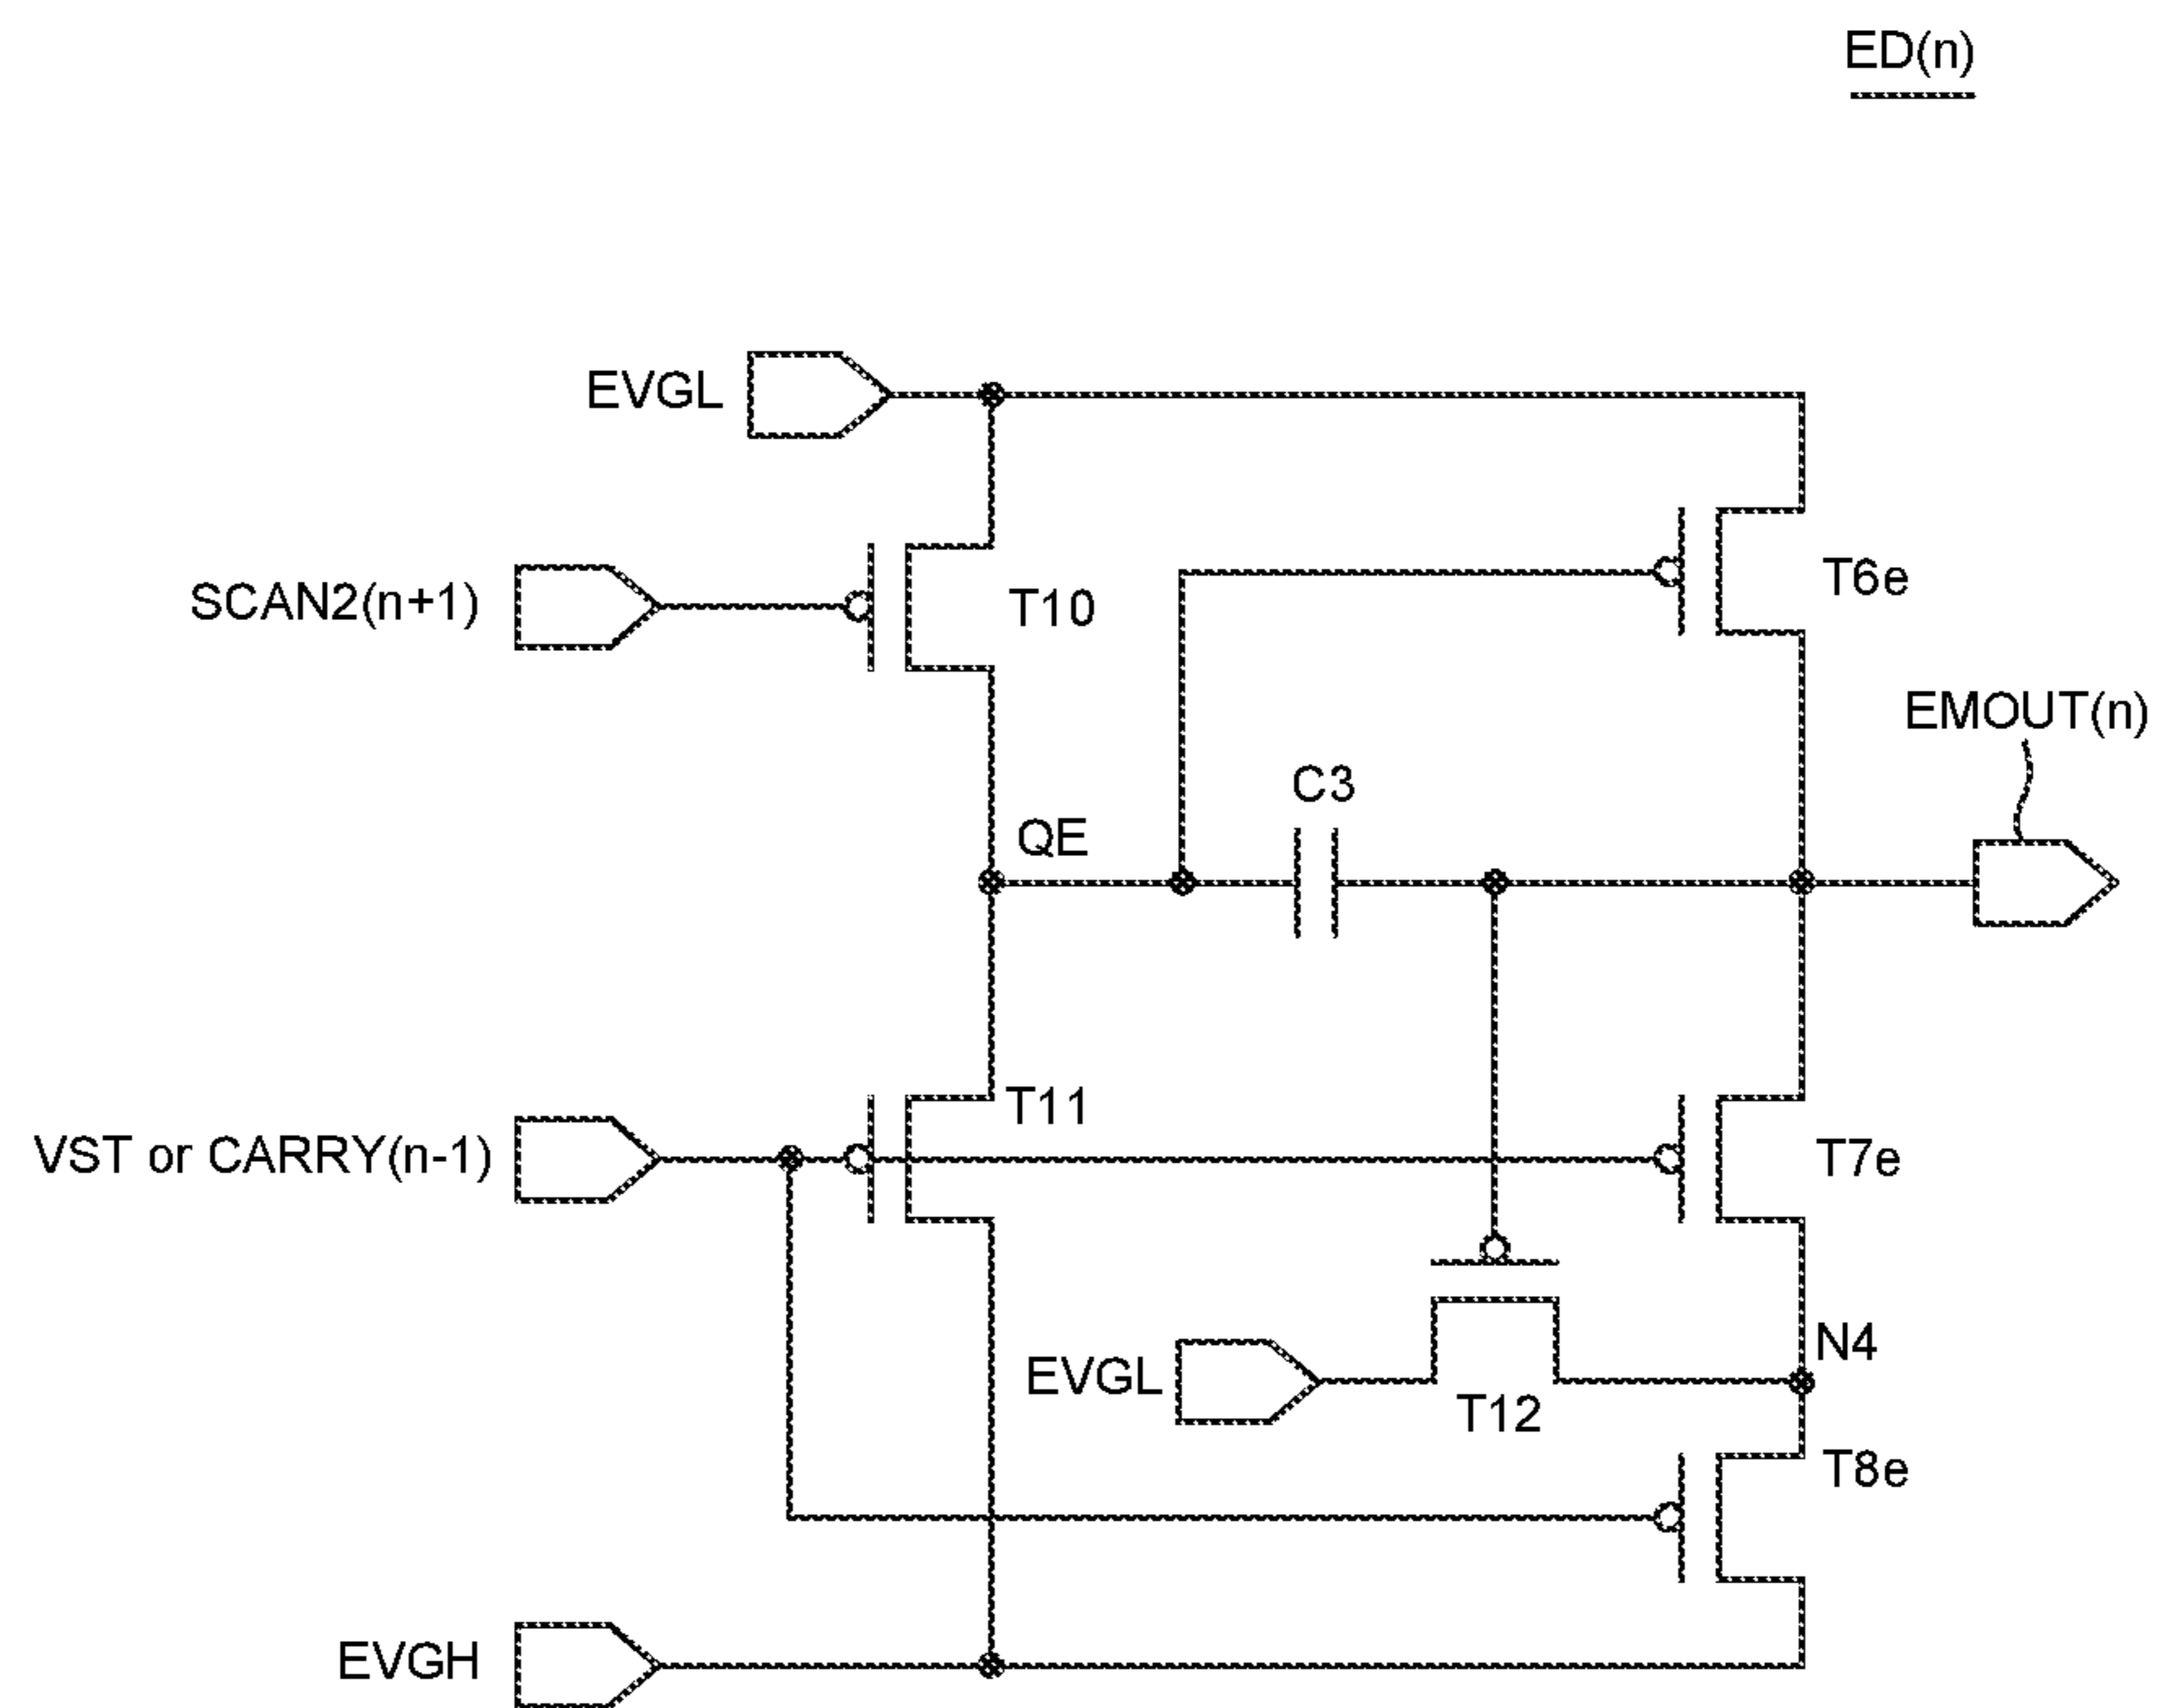 ED(n)
EVGL
SCAN2(n+1)
T10
T6e
EMOUT(n)
C3
QE
T11
VST or CARRY(n-1)
T7e
N4
EVGL
T12
T8e
EVGH